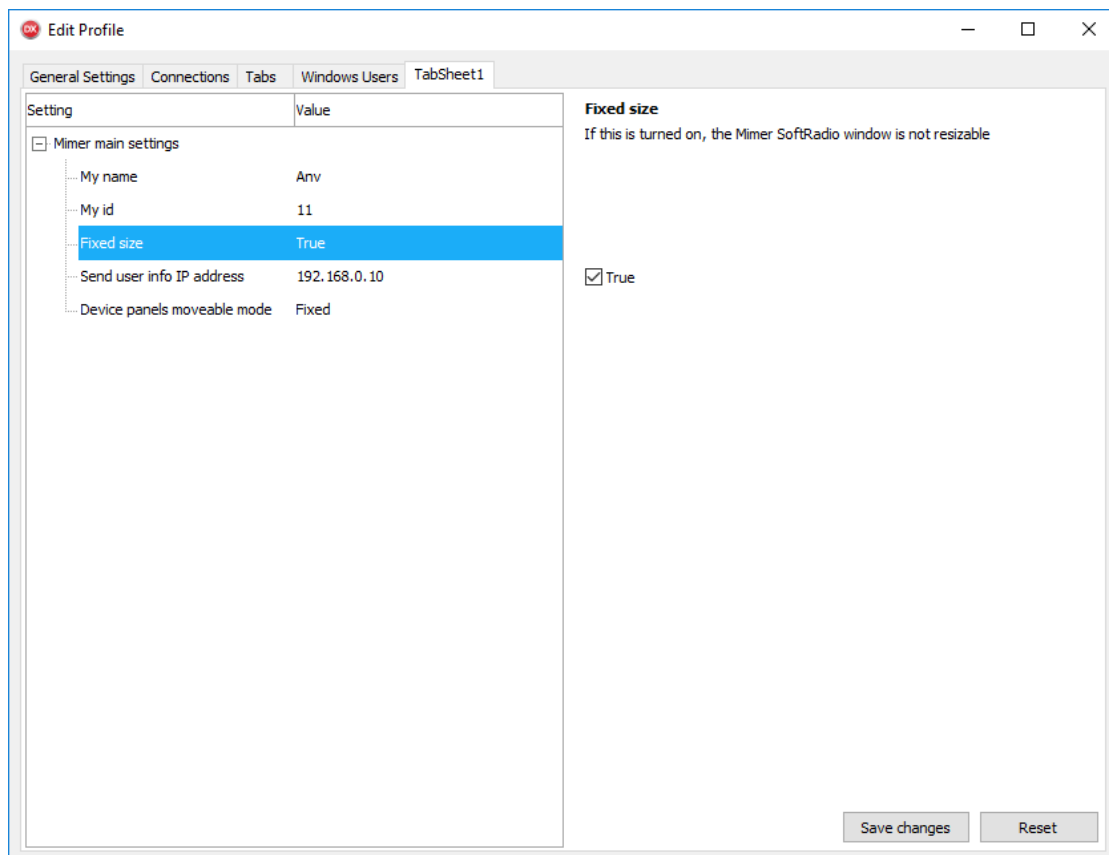 DX Edit Profile
General Settings Connections Tabs Windows Users TabSheet1
Setting Value
Mimer main settings
My name Anv
My id 11
Fixed size True
Send user info IP address 192.168.0.10
Device panels moveable mode Fixed
Fixed size
If this is turned on, the Mimer SoftRadio window is not resizable
True
Save changes Reset